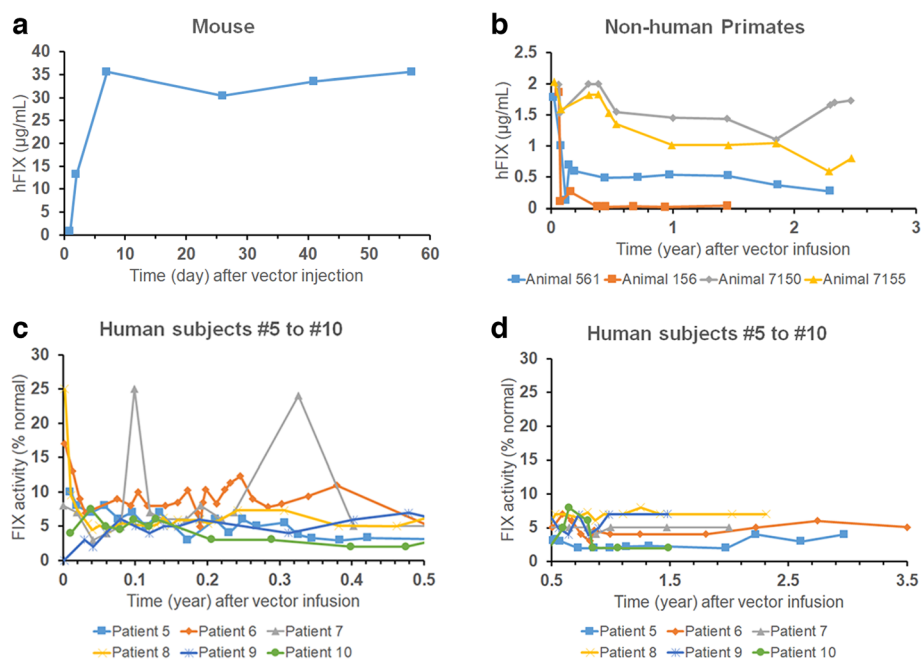 a
Mouse
hFIX (µg/mL)
40
35
30
25
20
15
10
5
0
0 10 20 30 40 50 60
Time (day) after vector injection
b
Non-human Primates
hFIX (µg/mL)
2.5
2
1.5
1
0.5
0
0 1 2 3
Time (year) after vector infusion
Animal 561 Animal 156 Animal 7150 Animal 7155
c
Human subjects #5 to #10
FIX activity (% normal)
30
25
20
15
10
5
0
0 0.1 0.2 0.3 0.4 0.5
Time (year) after vector infusion
Patient 5 Patient 6 Patient 7
Patient 8 Patient 9 Patient 10
d
Human subjects #5 to #10
FIX activity (% normal)
30
25
20
15
10
5
0
0.5 1.5 2.5 3.5
Time (year) after vector infusion
Patient 5 Patient 6 Patient 7
Patient 8 Patient 9 Patient 10